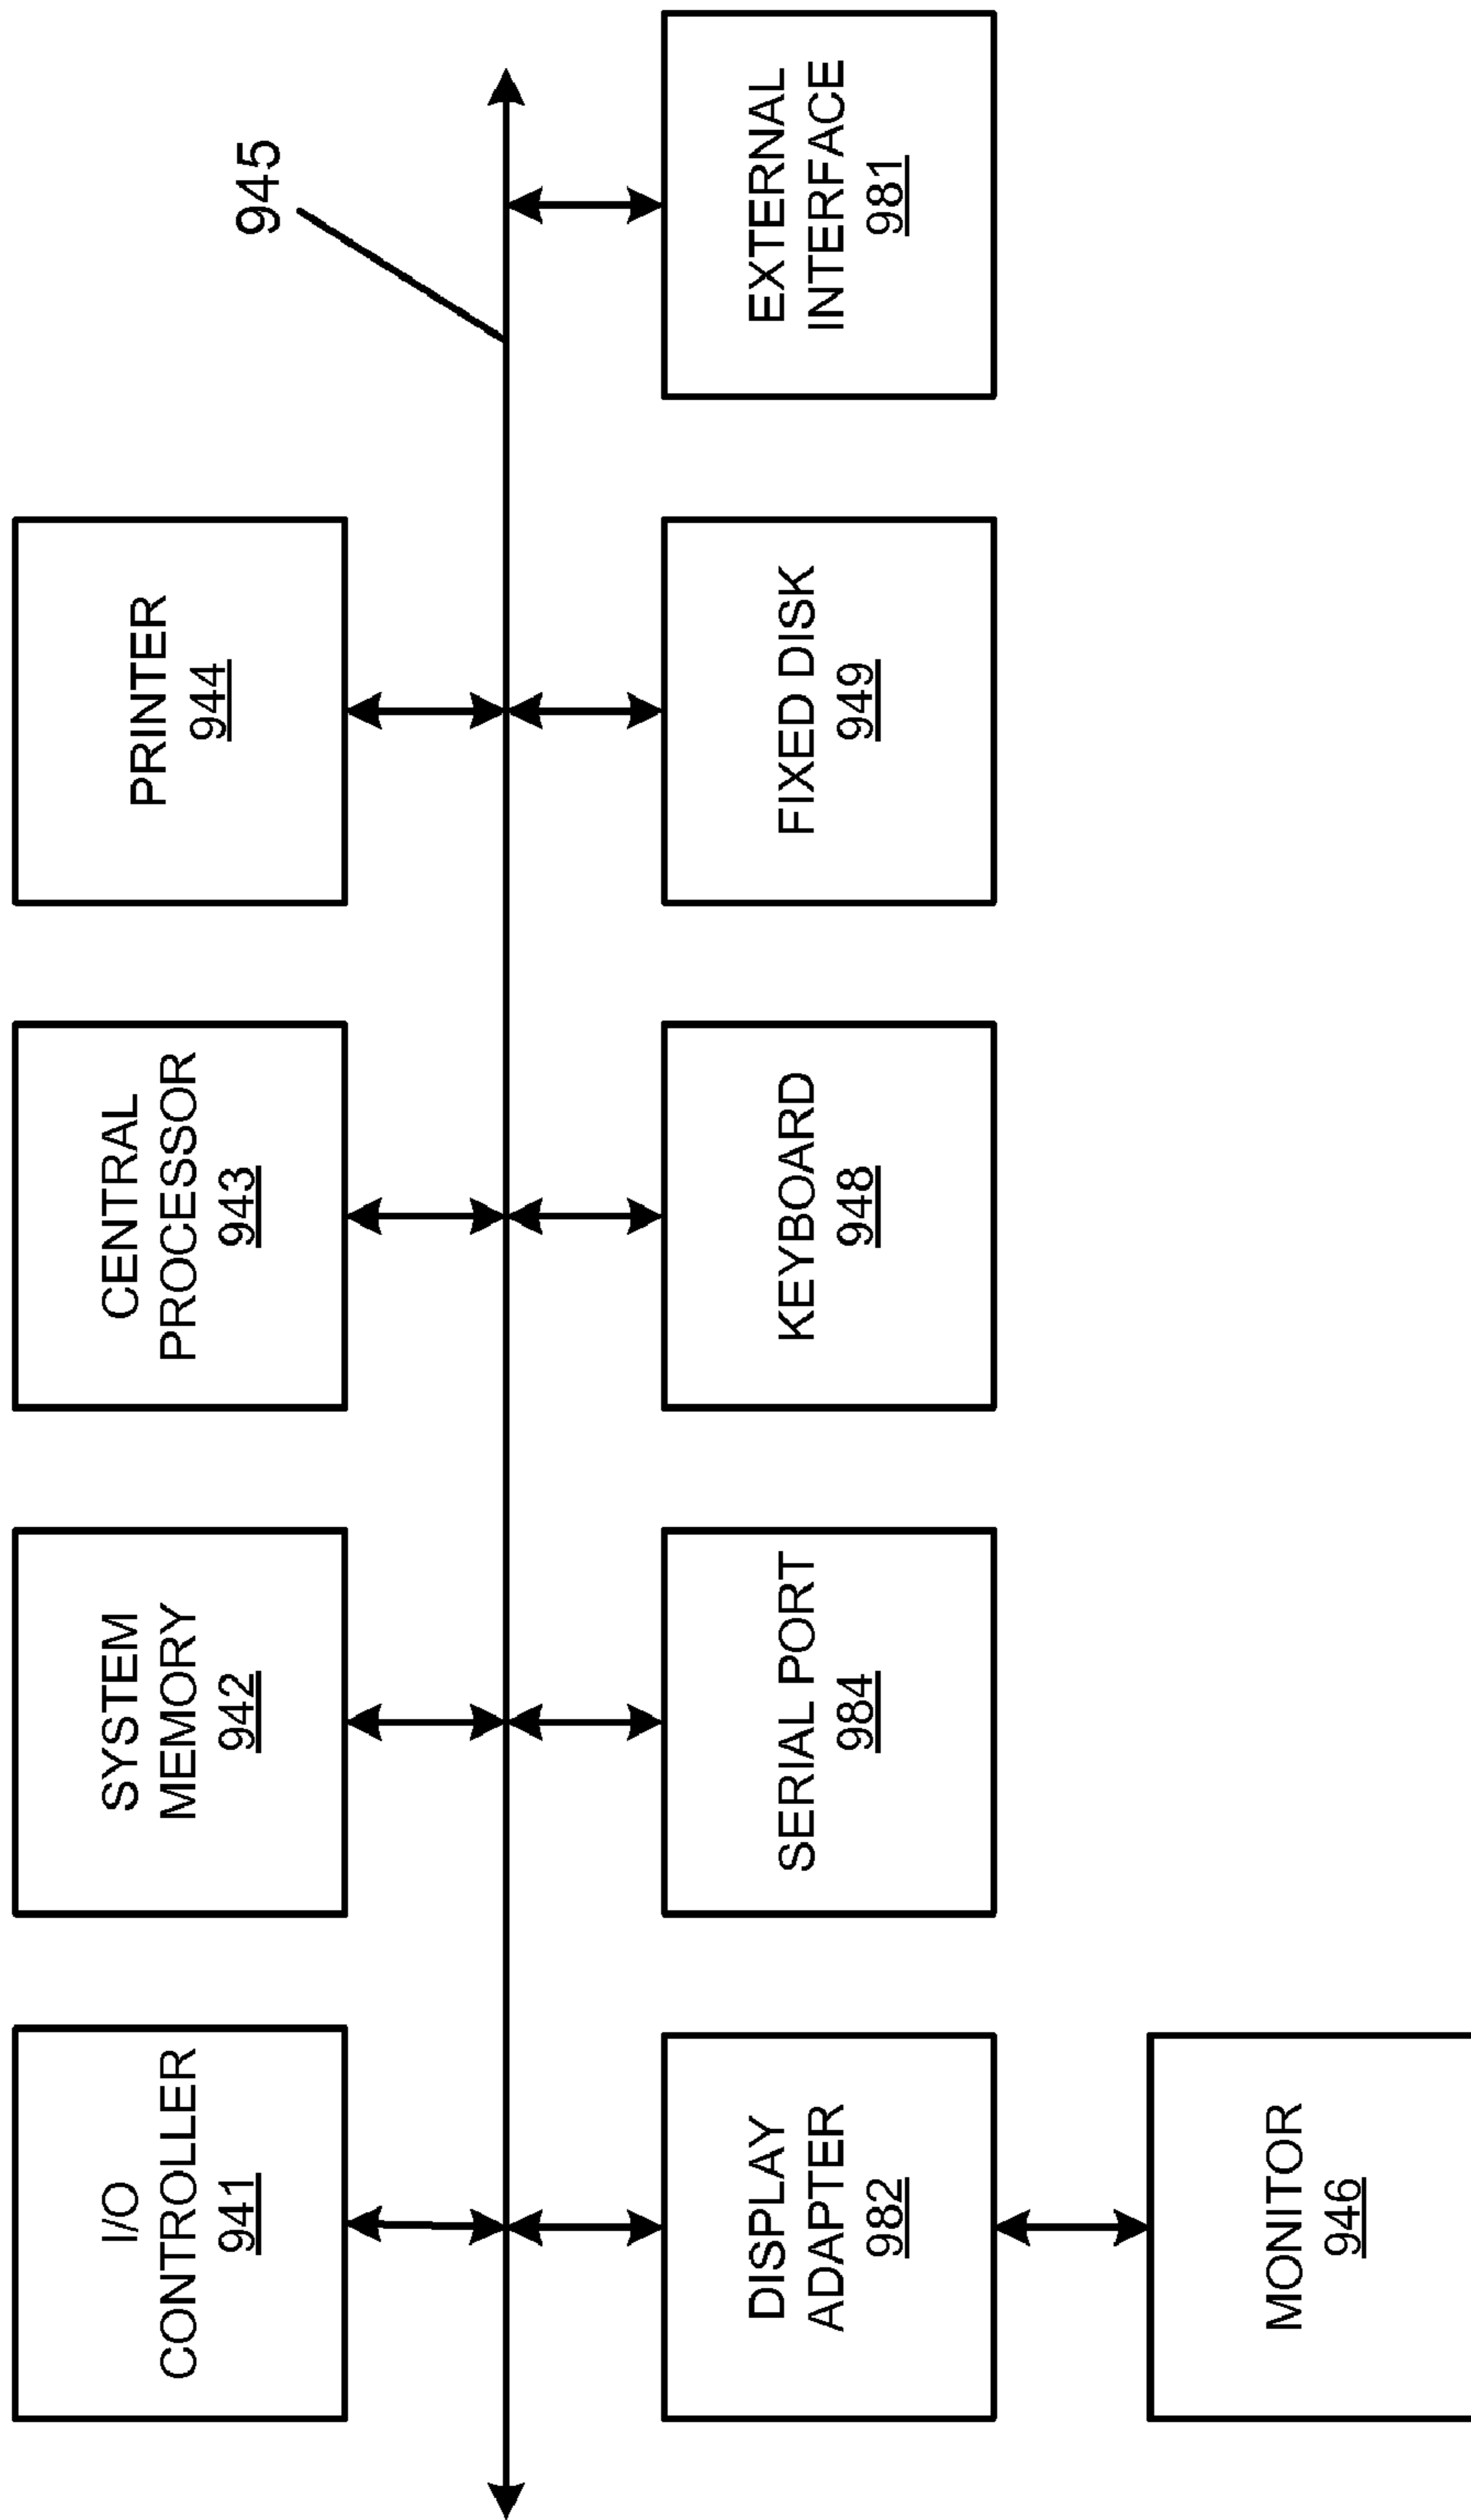 I/O
CONTROLLER
941
SYSTEM
MEMORY
942
CENTRAL
PROCESSOR
943
PRINTER
944
945
DISPLAY
ADAPTER
982
SERIAL PORT
984
KEYBOARD
948
FIXED DISK
949
EXTERNAL
INTERFACE
981
MONITOR
946